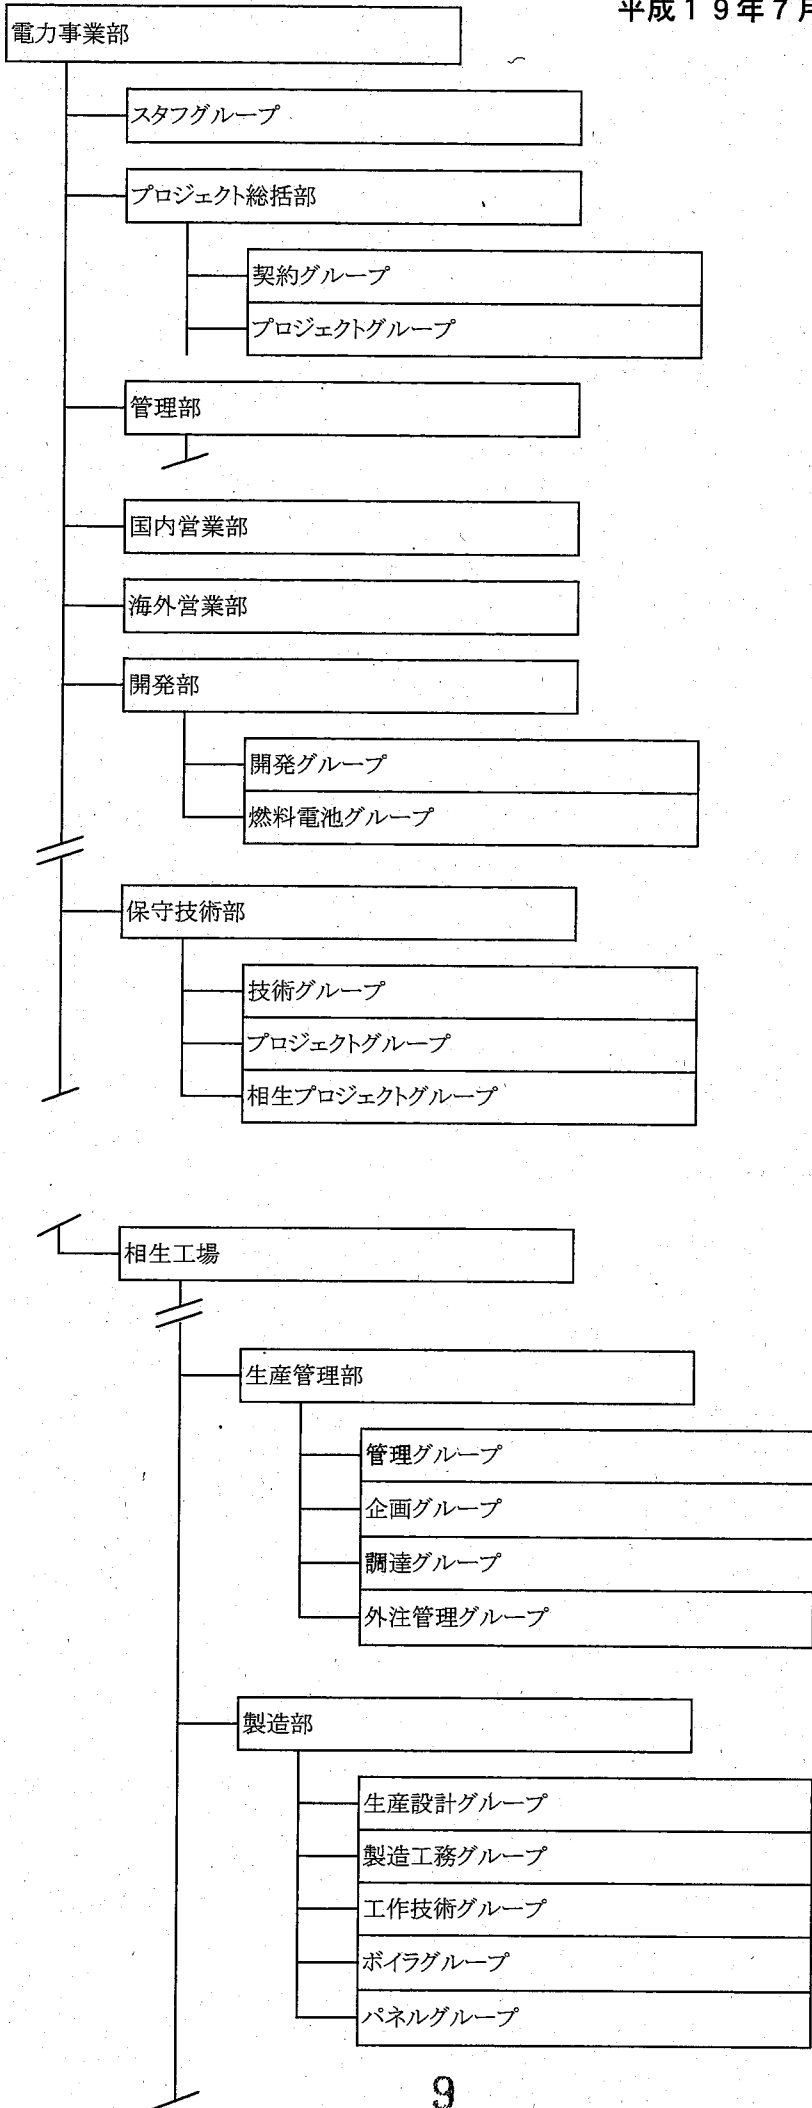 平成１９年７月
電力事業部
スタフグループ
プロジェクト総括部
契約グループ
プロジェクトグループ
管理部
国内営業部
海外営業部
開発部
開発グループ
燃料電池グループ
保守技術部
技術グループ
プロジェクトグループ
相生プロジェクトグループ
相生工場
生産管理部
管理グループ
企画グループ
調達グループ
外注管理グループ
製造部
生産設計グループ
製造工務グループ
工作技術グループ
ボイラグループ
パネルグループ
9